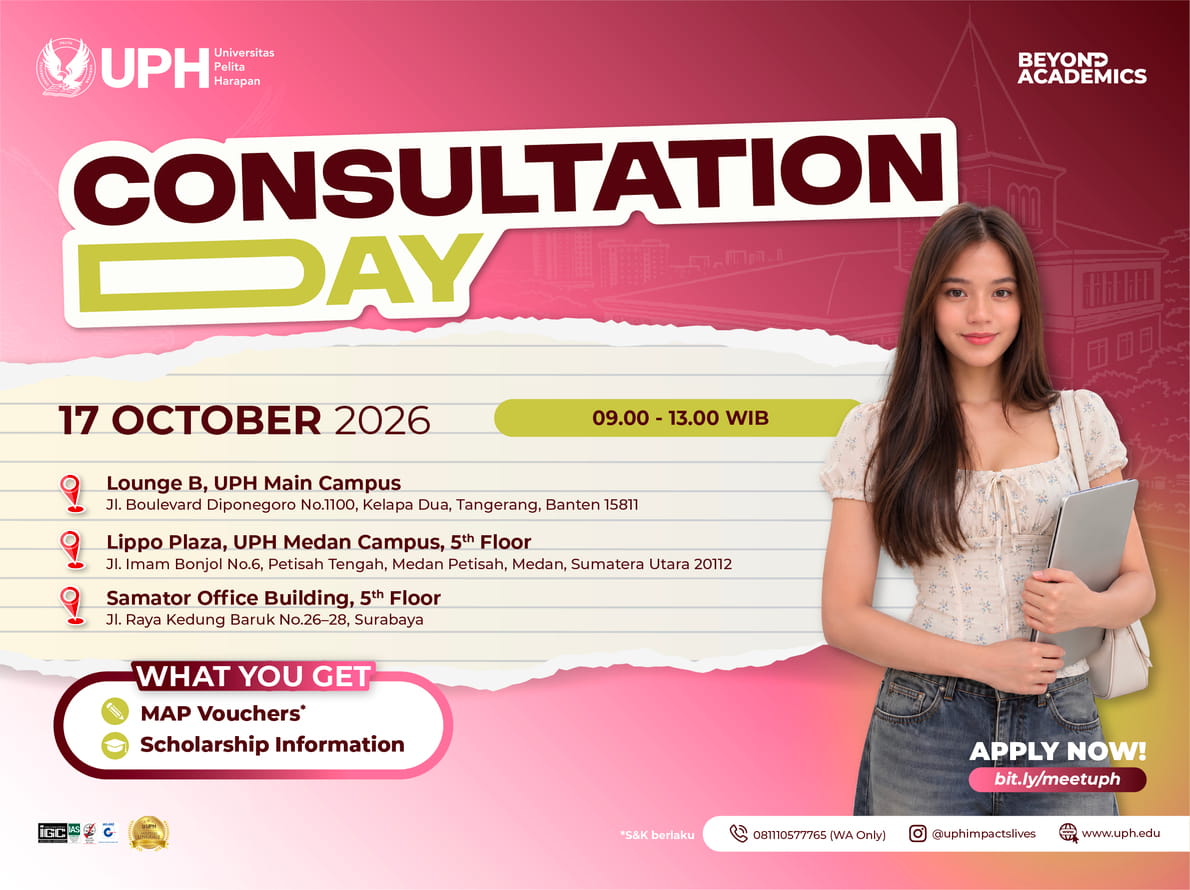 UPH Universitas
Pelita
Harapan
BEYOND
ACADEMICS
CONSULTATION
DAY
17 OCTOBER 2026
09.00 - 13.00 WIB
Lounge B, UPH Main Campus
Jl. Boulevard Diponegoro No.1100, Kelapa Dua, Tangerang, Banten 15811
Lippo Plaza, UPH Medan Campus, 5th Floor
Jl. Imam Bonjol No.6, Petisah Tengah, Medan Petisah, Medan, Sumatera Utara 20112
Samator Office Building, 5th Floor
Jl. Raya Kedung Baruk No.26–28, Surabaya
WHAT YOU GET
MAP Vouchers*
Scholarship Information
APPLY NOW!
bit.ly/meetuph
IGC
IAS
UPH
*S&K berlaku
081110577765 (WA Only)
@uphimpactslives
www.uph.edu